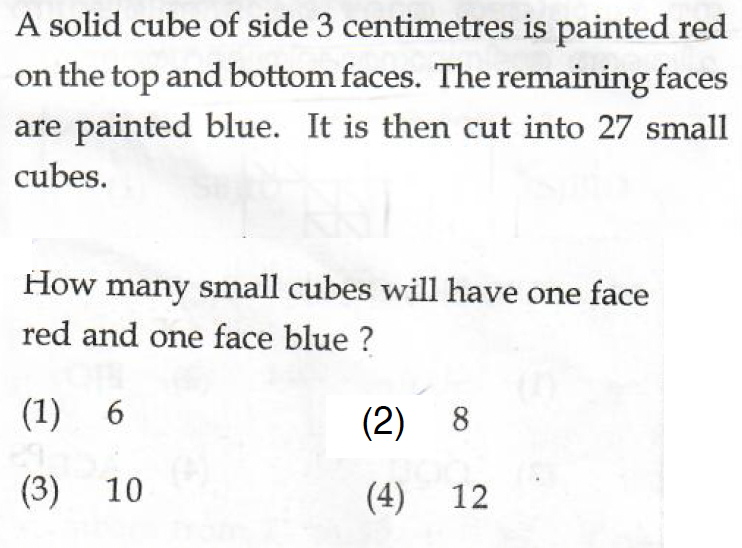 A solid cube of side 3 centimetres is painted red
on the top and bottom faces. The remaining faces
are painted blue. It is then cut into 27 small
cubes.
How many small cubes will have one face
red and one face blue ?
(1) 6 (2) 8
(3) 10 (4) 12